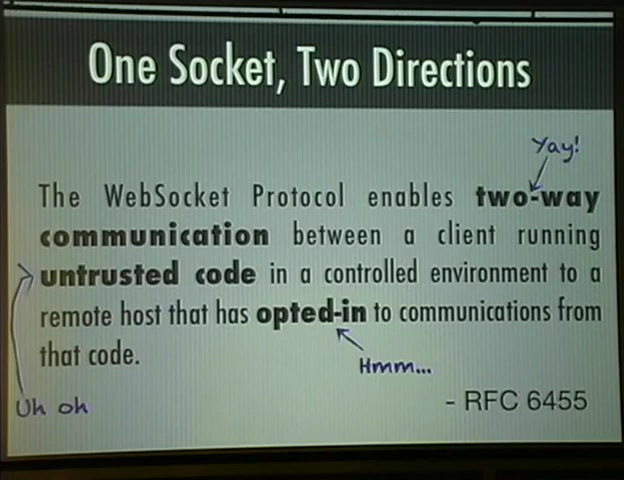 One Socket, Two Directions
Yay!
The WebSocket Protocol enables two-way
communication between a client running
untrusted code in a controlled environment to a
remote host that has opted-in to communications from
that code.
Hmm...
Uh oh
- RFC 6455